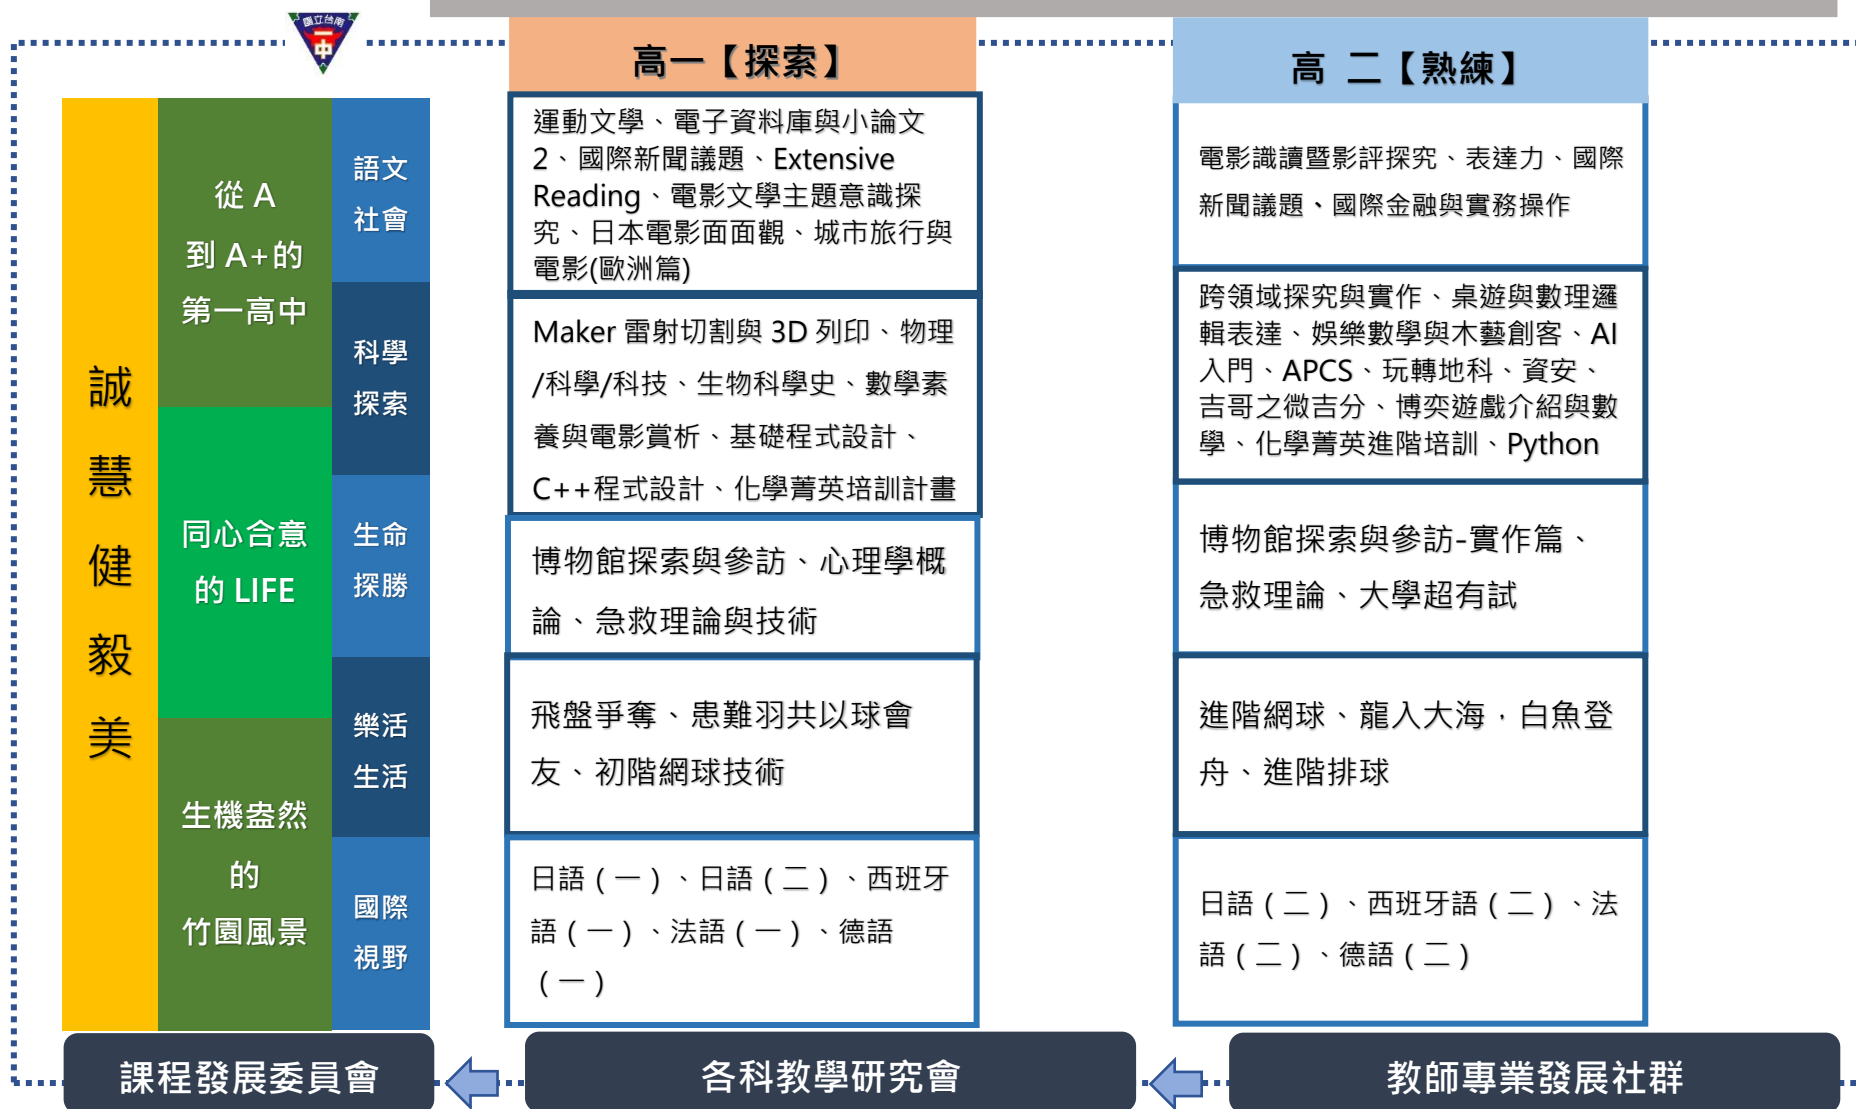 國立台南
一中
高一【探索】
高 二【熟練】
誠
慧
健
毅
美
從 A
到 A+的
第一高中
同心合意
的 LIFE
生機盎然
的
竹園風景
語文
社會
科學
探索
生命
探勝
樂活
生活
國際
視野
運動文學、電子資料庫與小論文
2、國際新聞議題、Extensive
Reading、電影文學主題意識探
究、日本電影面面觀、城市旅行與
電影(歐洲篇)
Maker 雷射切割與 3D 列印、物理
/科學/科技、生物科學史、數學素
養與電影賞析、基礎程式設計、
C++程式設計、化學菁英培訓計畫
博物館探索與參訪、心理學概
論、急救理論與技術
飛盤爭奪、患難羽共以球會
友、初階網球技術
日語（一）、日語（二）、西班牙
語（一）、法語（一）、德語
（一）
電影識讀暨影評探究、表達力、國際
新聞議題、國際金融與實務操作
跨領域探究與實作、桌遊與數理邏
輯表達、娛樂數學與木藝創客、AI
入門、APCS、玩轉地科、資安、
吉哥之微吉分、博奕遊戲介紹與數
學、化學菁英進階培訓、Python
博物館探索與參訪-實作篇、
急救理論、大學超有試
進階網球、龍入大海，白魚登
舟、進階排球
日語（二）、西班牙語（二）、法
語（二）、德語（二）
課程發展委員會
各科教學研究會
教師專業發展社群